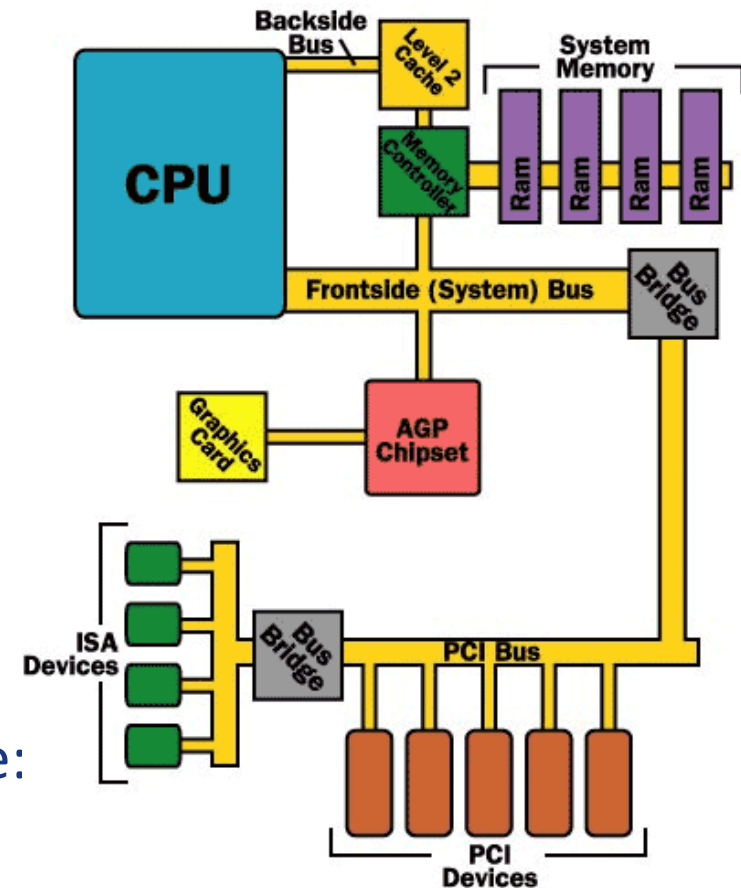 Backside
Bus
Level 2
Cache
System
Memory
CPU
Memory
Controller
Ram
Ram
Ram
Ram
Frontside (System) Bus
Bus
Bridge
Graphics
Card
AGP
Chipset
ISA
Devices
Bus
Bridge
PCI Bus
e:
PCI
Devices